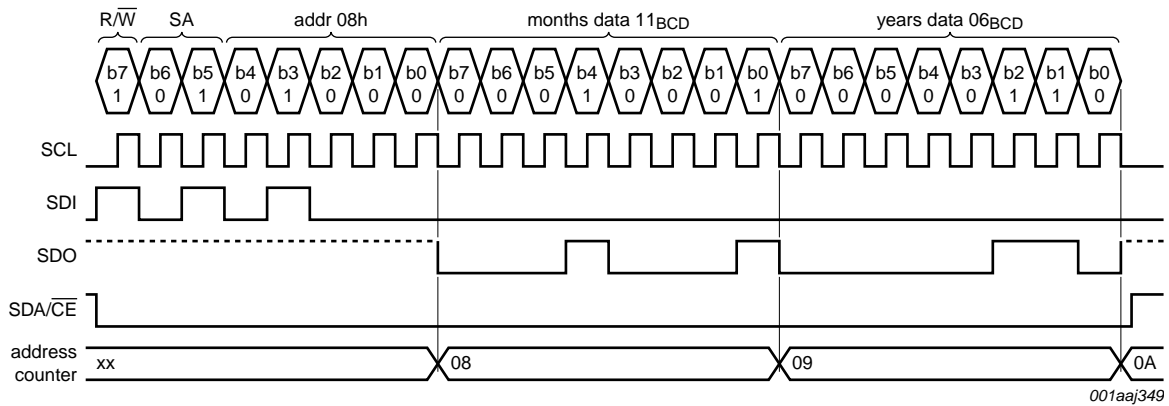 R/W SA addr 08h months data 11BCD years data 06BCD
b7 b6 b5 b4 b3 b2 b1 b0 b7 b6 b5 b4 b3 b2 b1 b0 b7 b6 b5 b4 b3 b2 b1 b0
1 0 1 0 1 0 0 0 0 0 0 1 0 0 0 1 0 0 0 0 0 1 1 0
SCL
SDI
SDO
SDA/CE
address
counter
xx 08 09 0A
001aaj349